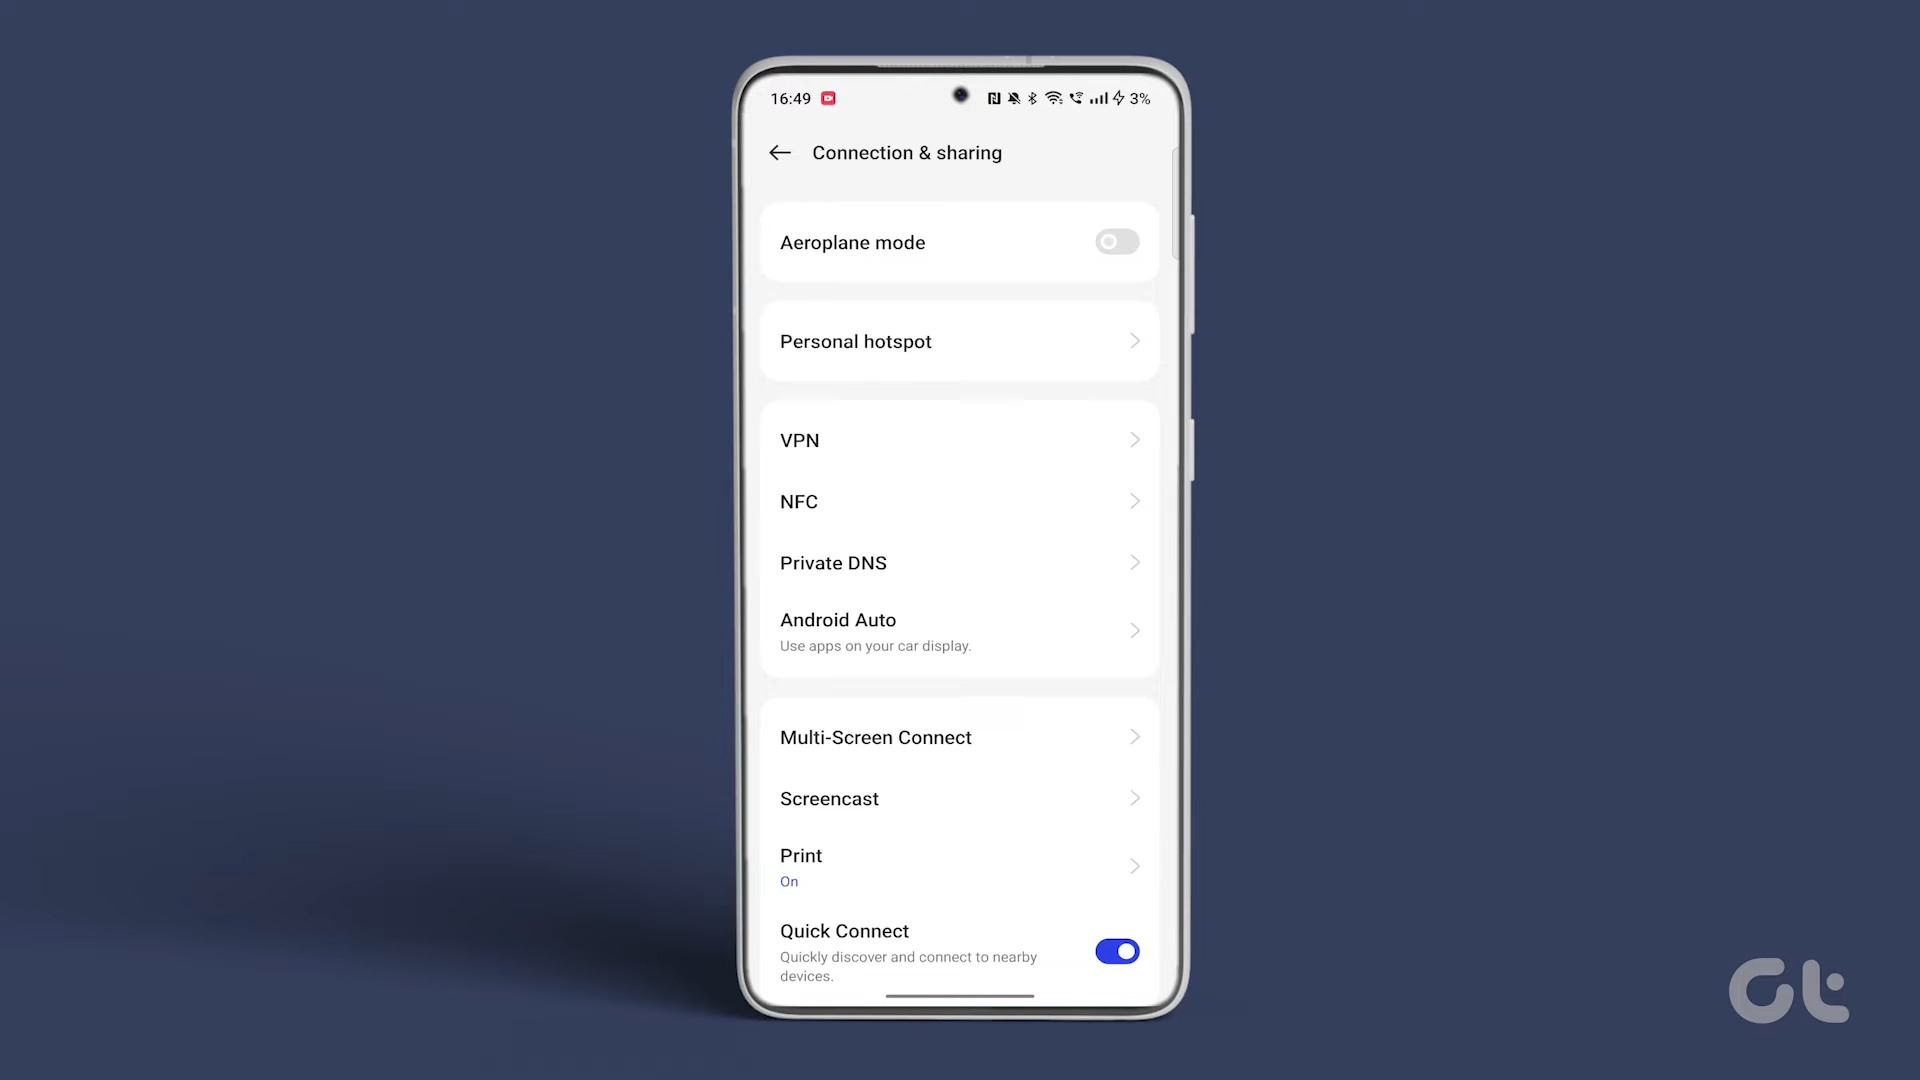 16:49
3%
Connection & sharing
Aeroplane mode
Personal hotspot
VPN
NFC
Private DNS
Android Auto
Use apps on your car display.
Multi-Screen Connect
Screencast
Print
On
Quick Connect
Quickly discover and connect to nearby
devices.
Gt